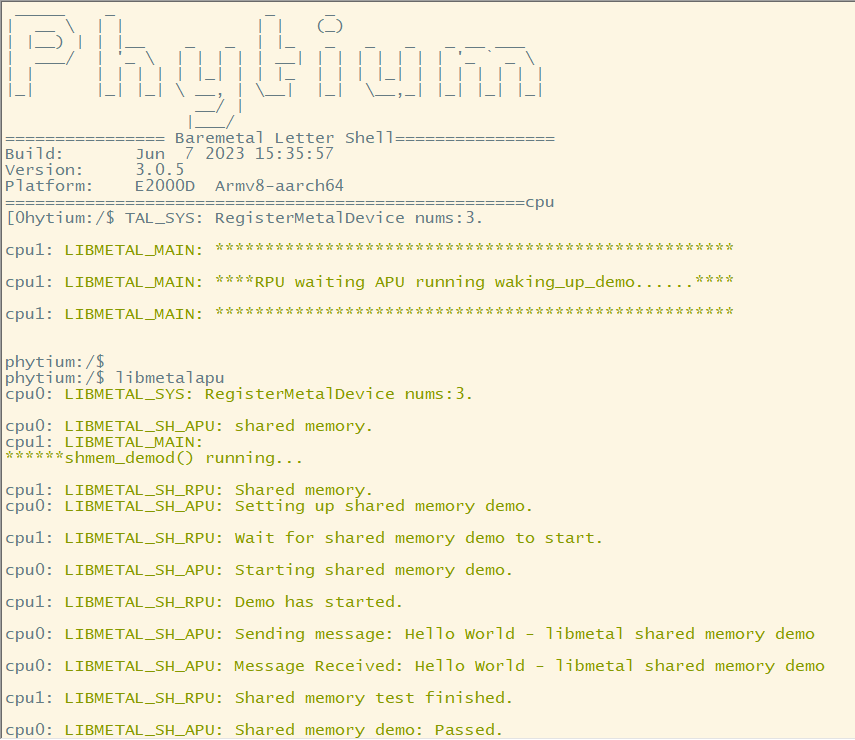 Phytium
================ Baremetal Letter Shell================
Build:       Jun  7 2023 15:35:57
Version:     3.0.5
Platform:    E2000D  Armv8-aarch64
====================================================cpu
[0hytium:/$ TAL_SYS: RegisterMetalDevice nums:3.
cpu1: LIBMETAL_MAIN: ****************************************************
cpu1: LIBMETAL_MAIN: ****RPU waiting APU running waking_up_demo......****
cpu1: LIBMETAL_MAIN: ****************************************************
phytium:/$
phytium:/$ libmetalapu
cpu0: LIBMETAL_SYS: RegisterMetalDevice nums:3.
cpu0: LIBMETAL_SH_APU: shared memory.
cpu1: LIBMETAL_MAIN:
******shmem_demod() running...
cpu1: LIBMETAL_SH_RPU: Shared memory.
cpu0: LIBMETAL_SH_APU: Setting up shared memory demo.
cpu1: LIBMETAL_SH_RPU: Wait for shared memory demo to start.
cpu0: LIBMETAL_SH_APU: Starting shared memory demo.
cpu1: LIBMETAL_SH_RPU: Demo has started.
cpu0: LIBMETAL_SH_APU: Sending message: Hello World - libmetal shared memory demo
cpu0: LIBMETAL_SH_APU: Message Received: Hello World - libmetal shared memory demo
cpu1: LIBMETAL_SH_RPU: Shared memory test finished.
cpu0: LIBMETAL_SH_APU: Shared memory demo: Passed.